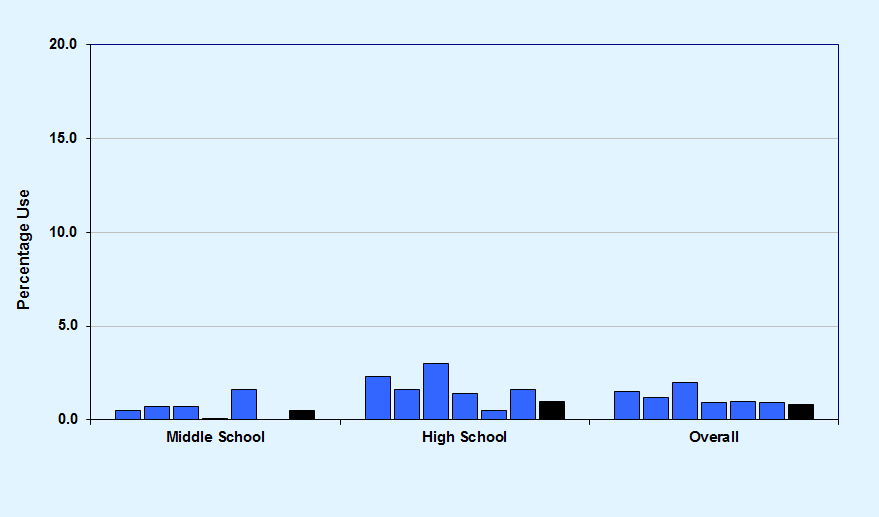 20.0
15.0
10.0
5.0
0.0
Percentage Use
Middle School
High School
Overall